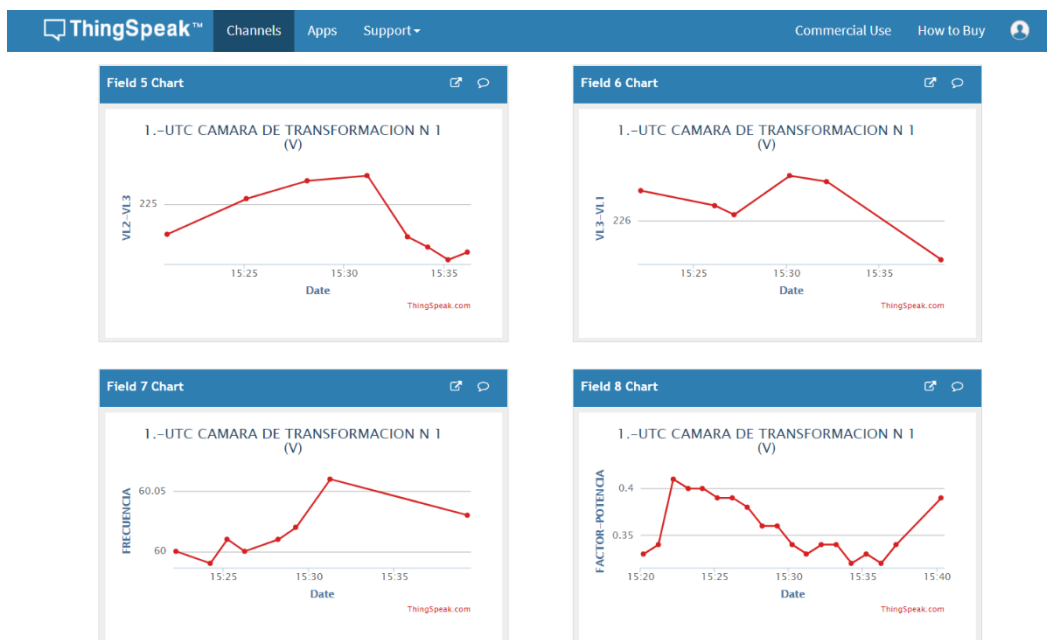 ThingSpeak™ Channels Apps Support Commercial Use How to Buy
Field 5 Chart
1.-UTC CAMARA DE TRANSFORMACION N 1
(V)
VL2-VL3
225
15:25 15:30 15:35
Date
ThingSpeak.com
Field 6 Chart
1.-UTC CAMARA DE TRANSFORMACION N 1
(V)
VL3-VL1
226
15:25 15:30 15:35
Date
ThingSpeak.com
Field 7 Chart
1.-UTC CAMARA DE TRANSFORMACION N 1
(V)
FRECUENCIA
60.05
60
15:25 15:30 15:35
Date
ThingSpeak.com
Field 8 Chart
1.-UTC CAMARA DE TRANSFORMACION N 1
(V)
FACTOR-POTENCIA
0.4
0.35
15:20 15:25 15:30 15:35 15:40
Date
ThingSpeak.com